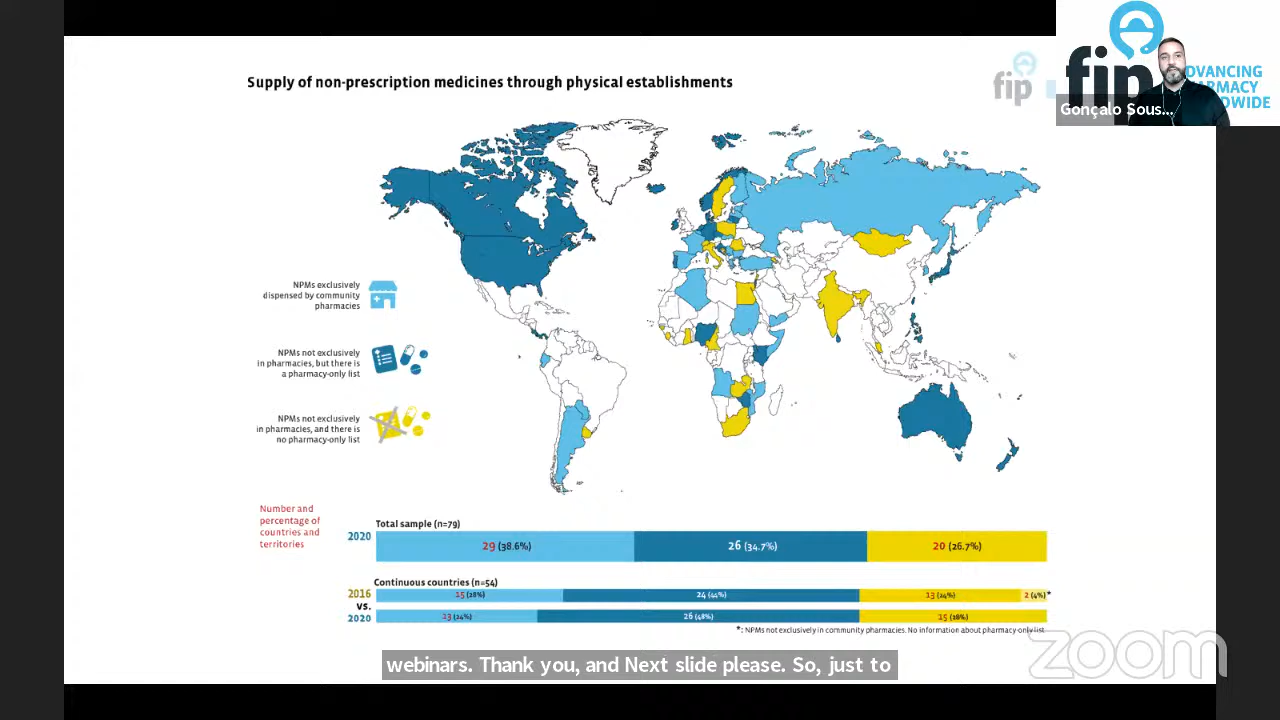 Supply of non-prescription medicines through physical establishments
fip
fip
DVANCING
ARMACY
DWIDE
Gonçalo Sous...
NPMs exclusively
dispensed by community
pharmacies
NPMs not exclusively
in pharmacies, but there is
a pharmacy-only list
NPMs not exclusively
in pharmacies, and there is
no pharmacy-only list
Number and
percentage of
countries and
territories
Total sample (n=79)
2020
29 (38.6%)
26 (34.7%)
20 (26.7%)
Continuous countries (n=54)
2016
15 (28%)
24 (44%)
13 (24%)
2 (4%)*
vs.
2020
13 (24%)
26 (48%)
15 (28%)
*: NPMs not exclusively in community pharmacies. No information about pharmacy-only list.
zoom
webinars. Thank you, and Next slide please. So, just to